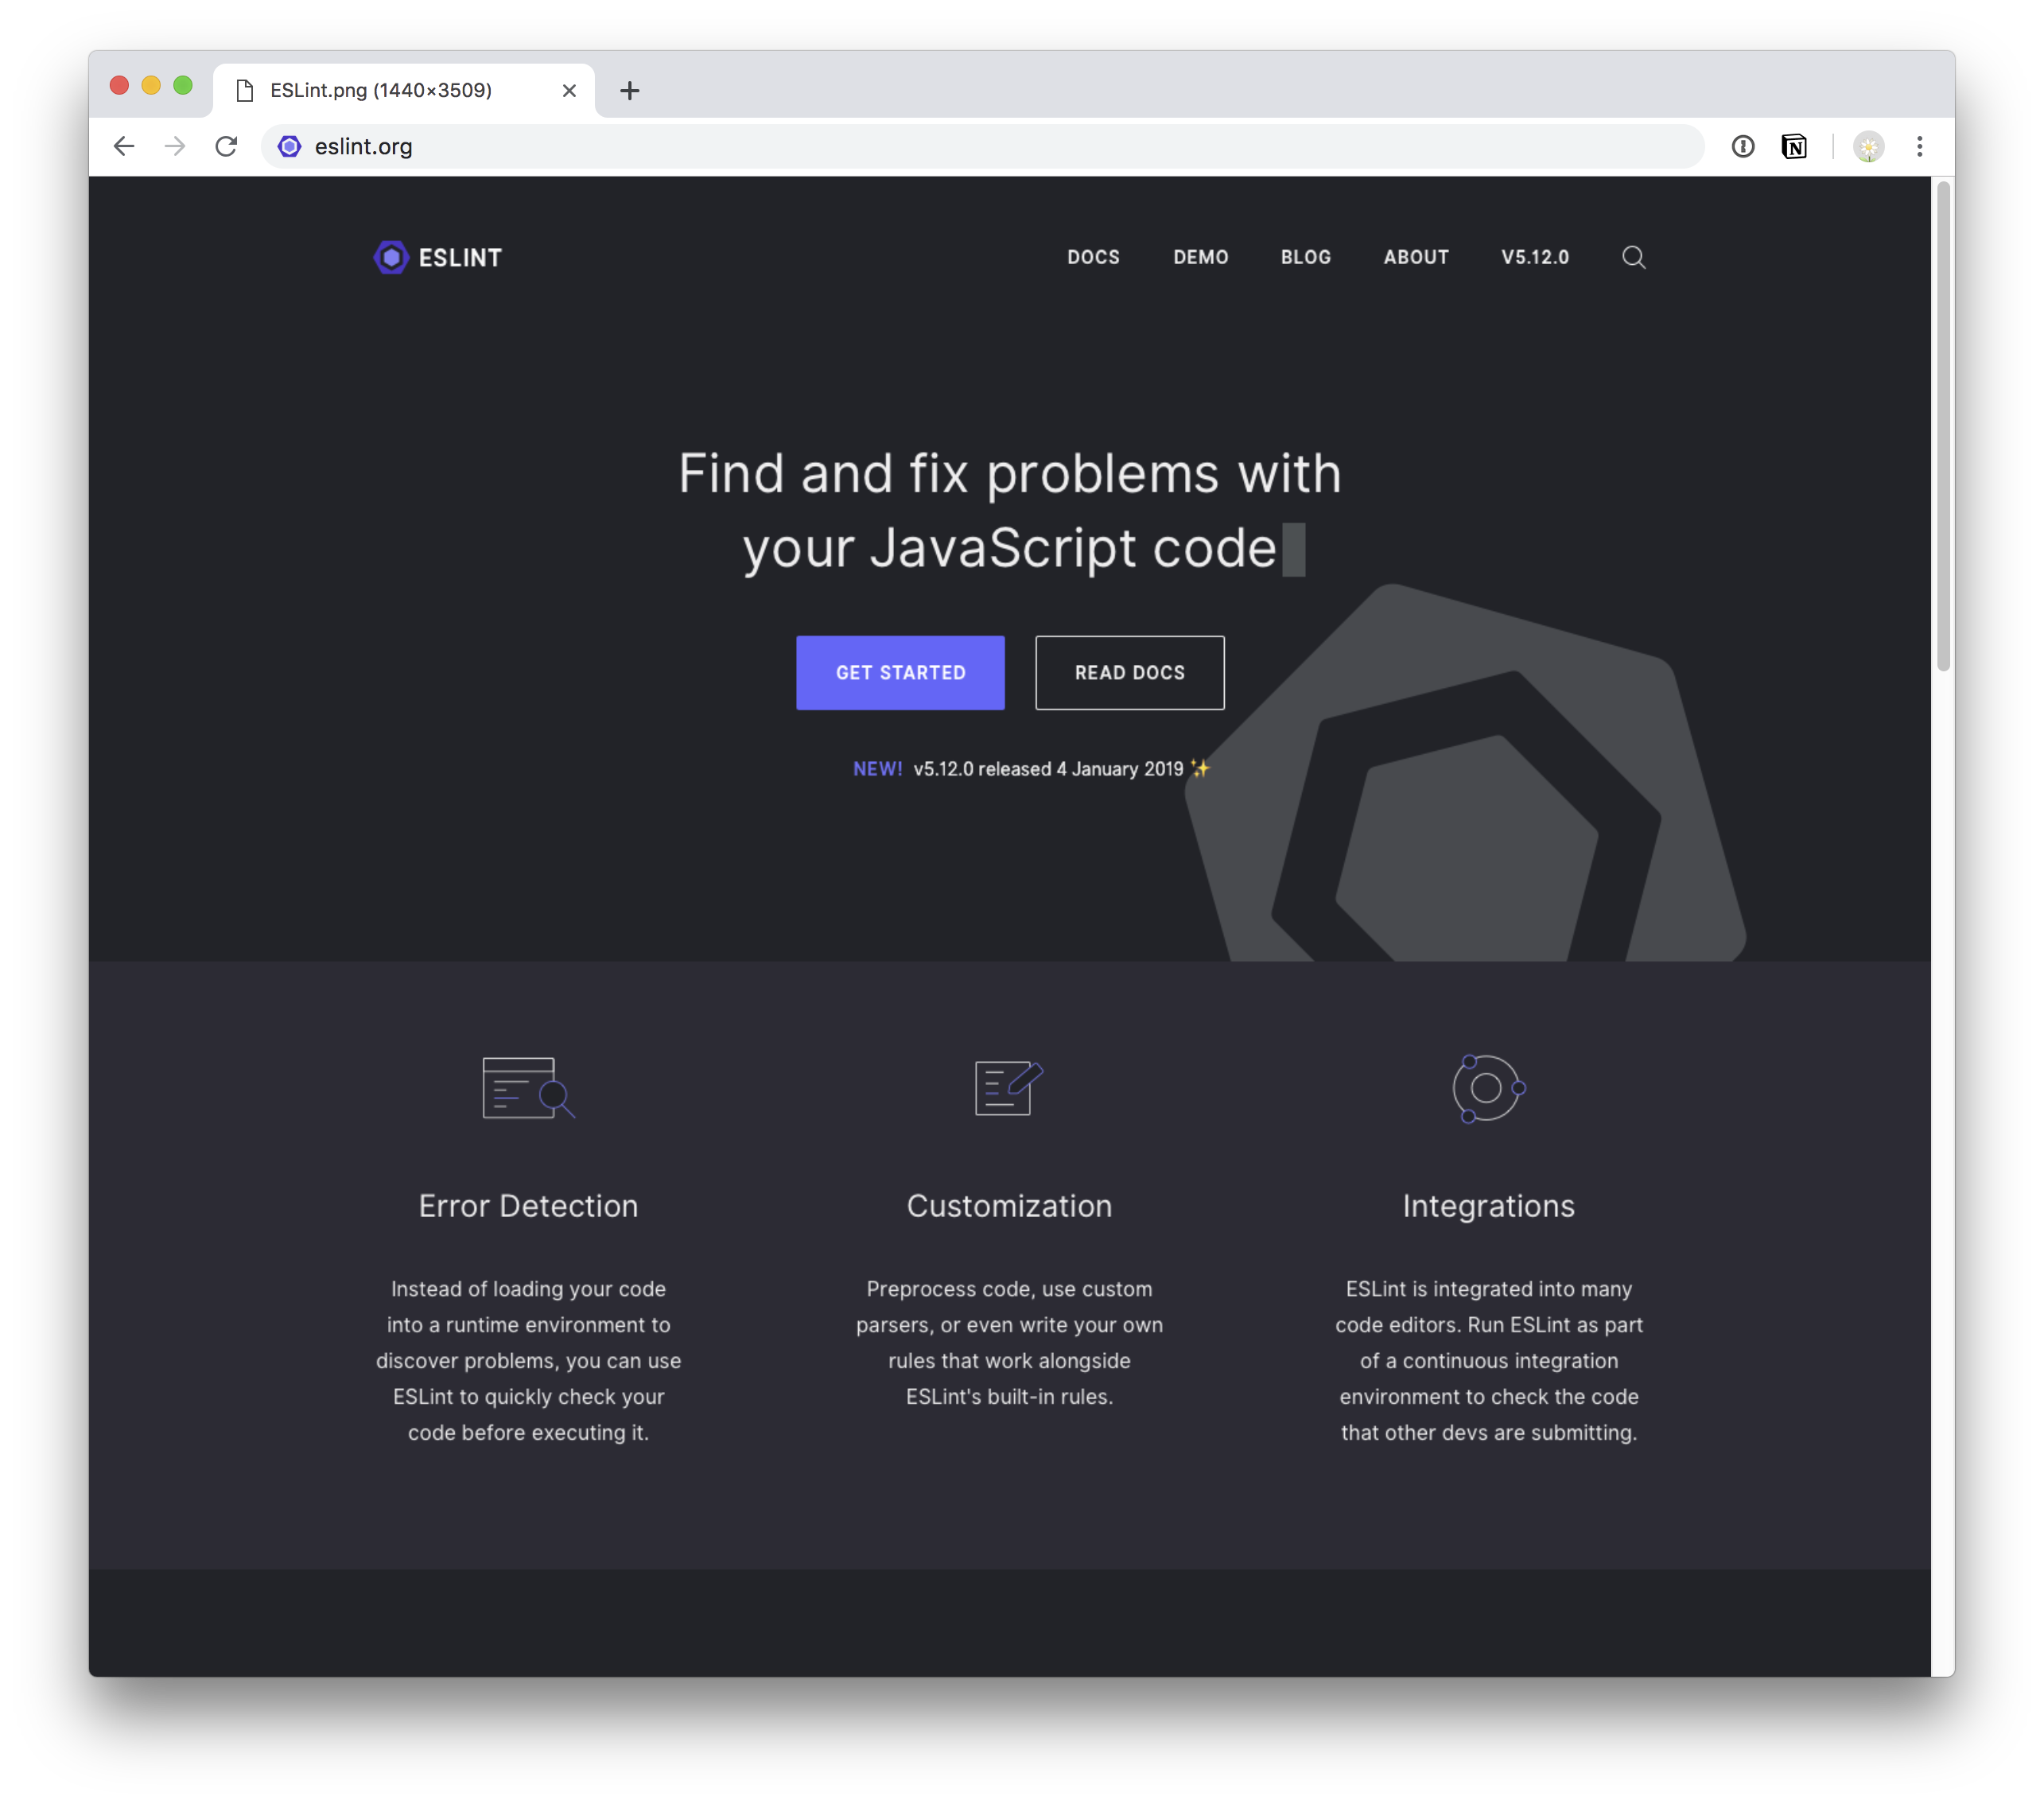 ESLint.png (1440×3509)
eslint.org
ESLINT
DOCS DEMO BLOG ABOUT V5.12.0
Find and fix problems with
your JavaScript code
GET STARTED READ DOCS
NEW! v5.12.0 released 4 January 2019 ✨
Error Detection
Instead of loading your code
into a runtime environment to
discover problems, you can use
ESLint to quickly check your
code before executing it.
Customization
Preprocess code, use custom
parsers, or even write your own
rules that work alongside
ESLint's built-in rules.
Integrations
ESLint is integrated into many
code editors. Run ESLint as part
of a continuous integration
environment to check the code
that other devs are submitting.